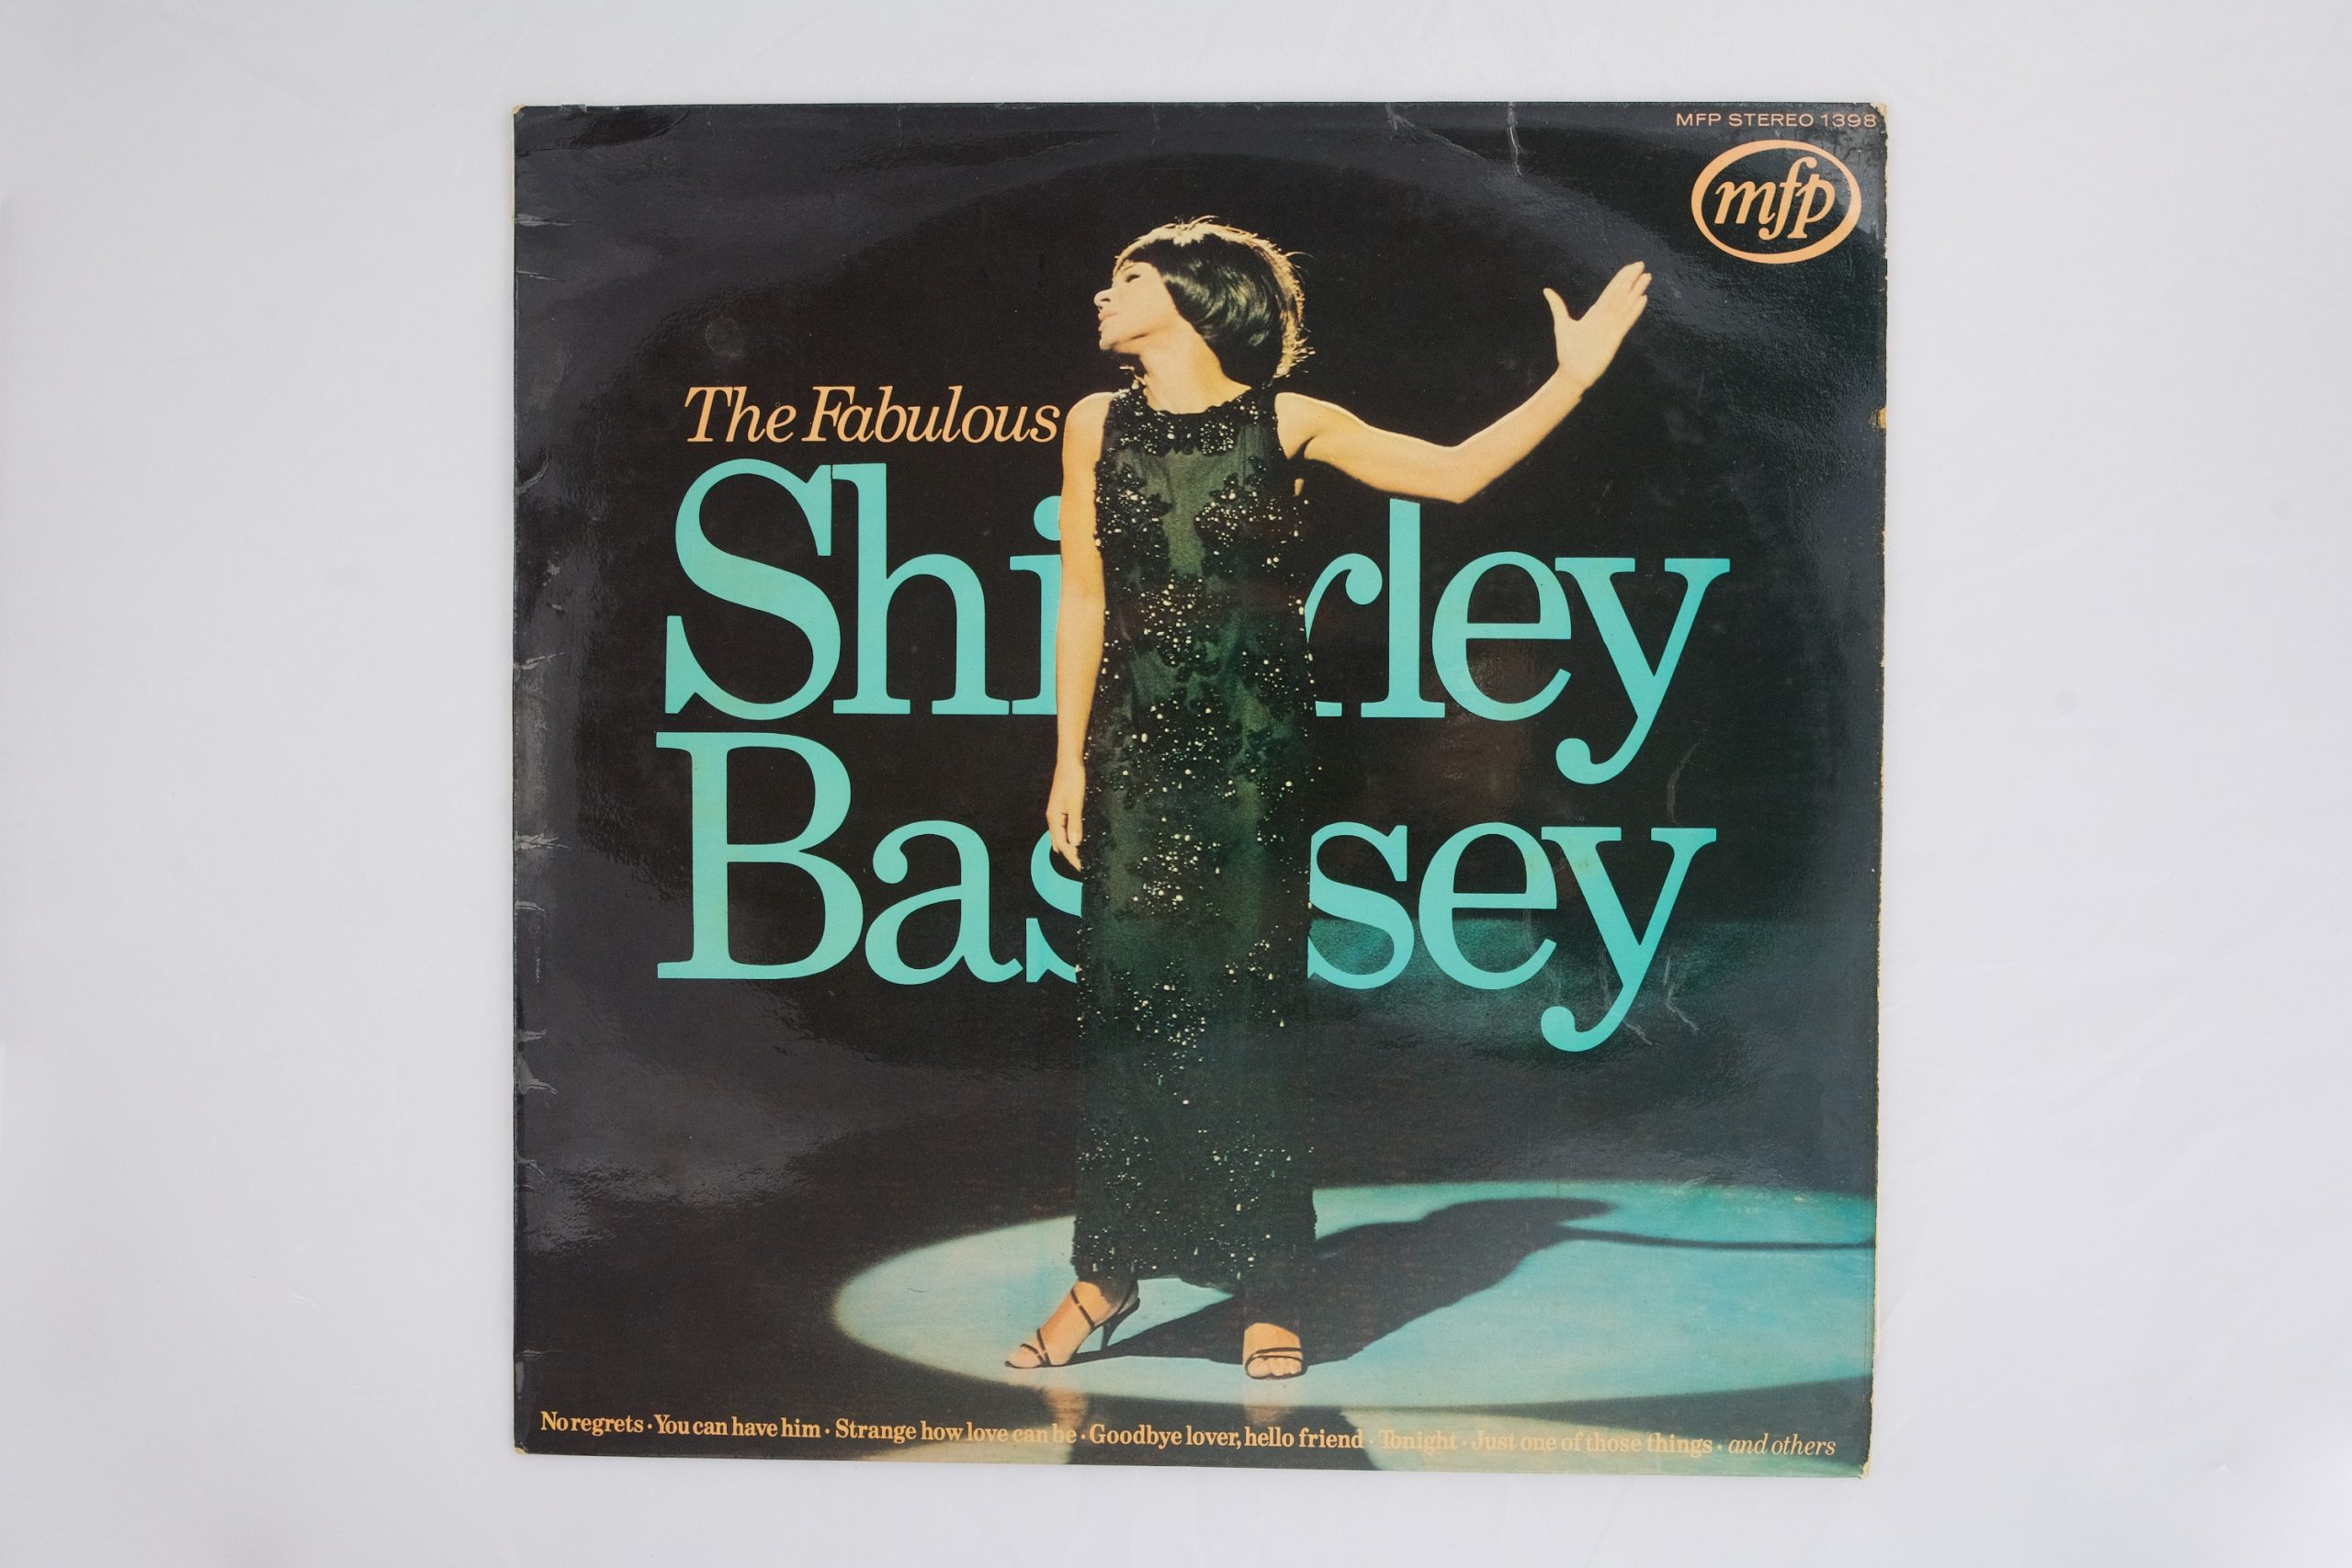 MFP STEREO 1398
mfp
The Fabulous
Shirley
Bassey
No regrets · You can have him · Strange how love can be · Goodbye lover, hello friend · Tonight · Just one of those things · and others